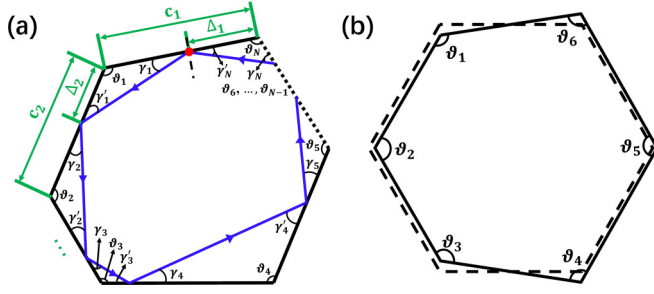 (a)
c₁
Δ₁
ϑ_N
ϑ₁
γ₁
γ'_N
γ_N
ϑ₆, ..., ϑ_{N−1}
Δ₂
c₂
γ'₁
γ₂
ϑ₅
γ₅
ϑ₂
γ'₂
γ₃
ϑ₃
γ'₃
γ'₄
γ₄
ϑ₄
...
(b)
ϑ₆
ϑ₁
ϑ₂
ϑ₅
ϑ₃
ϑ₄